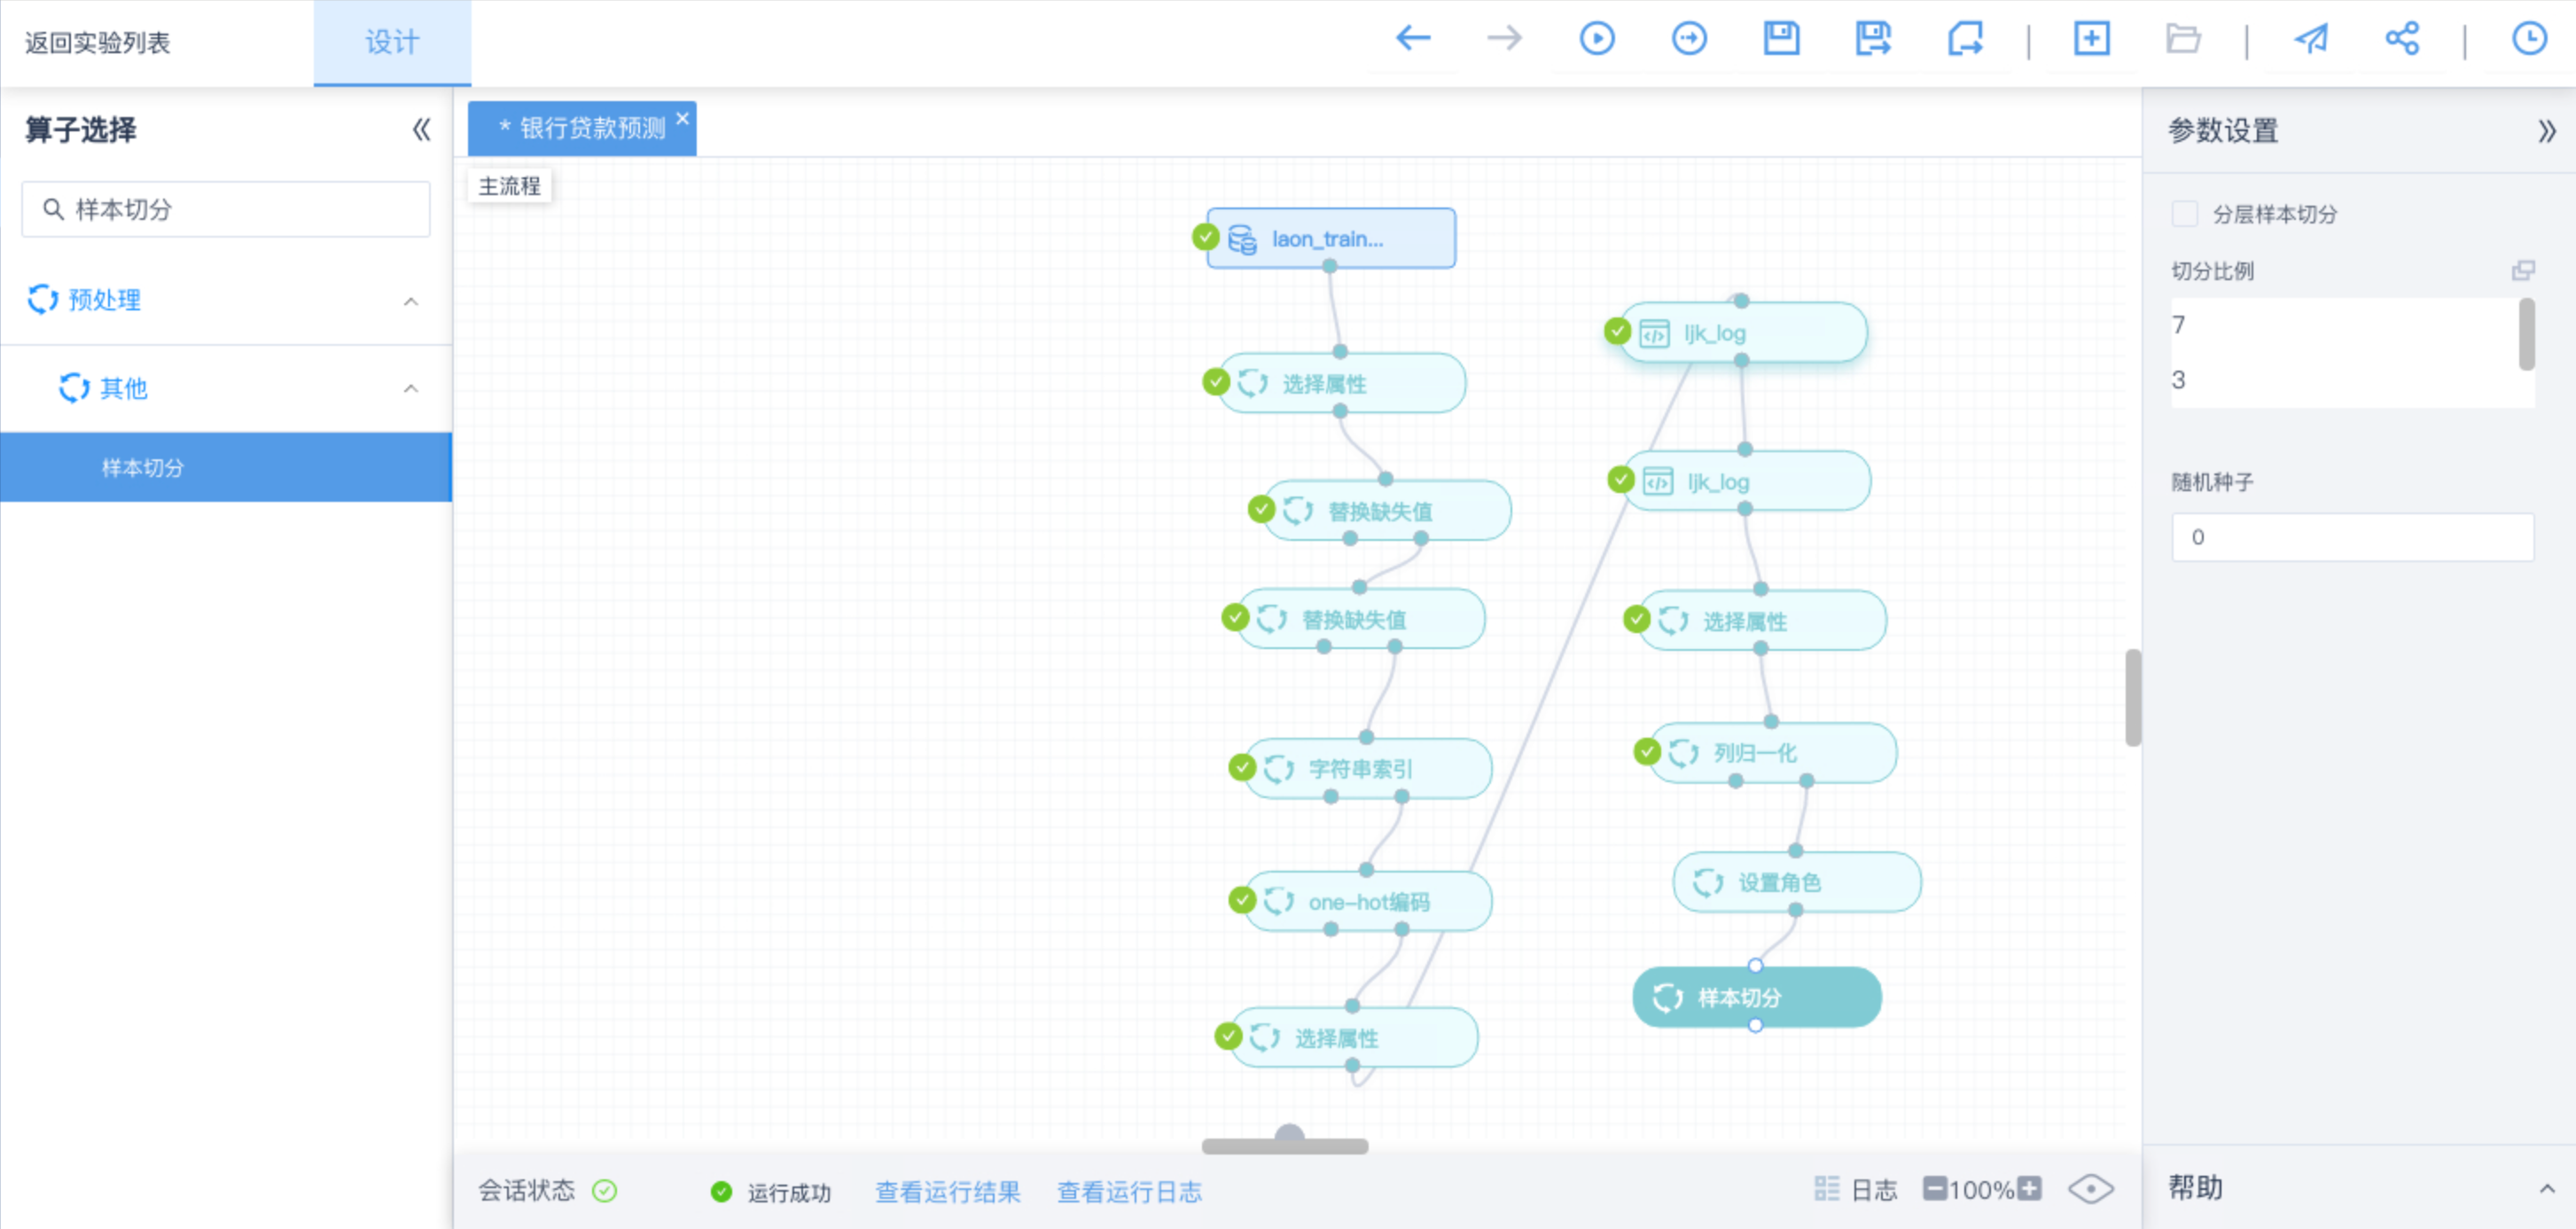 返回实验列表
设计
算子选择
样本切分
预处理
其他
样本切分
* 银行贷款预测
主流程
laon_train...
选择属性
替换缺失值
替换缺失值
字符串索引
one-hot编码
选择属性
ljk_log
ljk_log
选择属性
列归一化
设置角色
样本切分
会话状态
运行成功
查看运行结果
查看运行日志
日志
100%
参数设置
分层样本切分
切分比例
7
3
随机种子
0
帮助